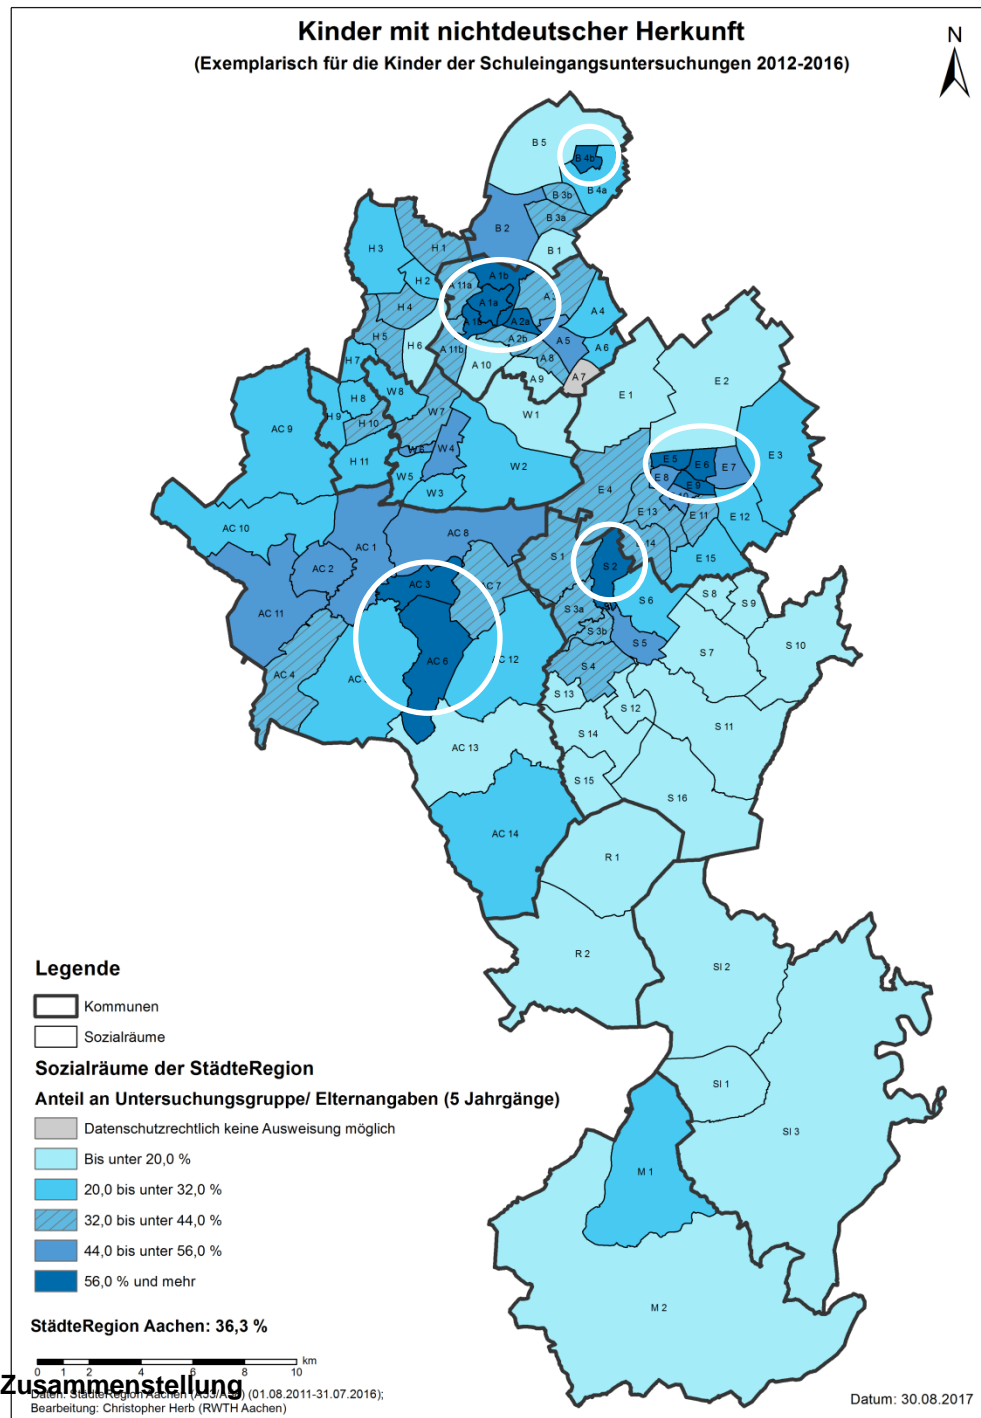 Kinder mit nichtdeutscher Herkunft
(Exemplarisch für die Kinder der Schuleingangsuntersuchungen 2012-2016)
N
B 5
B 4b
B 4a
B 3b
B 3a
B 2
B 1
H 3
H 1
H 2
A 11a
A 1b
A 1a
A 3
A 4
H 4
A 2a
H 5
A 2b
A 5
A 6
H 6
A 11b
A 8
H 7
A 10
A 9
A 7
E 1
E 2
W 8
H 8
H 9
W 7
W 1
H 10
AC 9
W 4
E 3
H 11
W 2
E 5
E 6
E 7
W 5
E 8
E 9
W 3
E 4
E 13
E 11
E 12
AC 10
AC 1
AC 8
E 14
E 15
S 1
S 2
AC 2
AC 3
AC 7
S 8
S 9
S 6
AC 11
S 3a
S 3b
S 5
S 10
S 7
AC 6
AC 12
S 4
AC 4
S 13
S 12
S 11
S 14
AC 13
S 15
S 16
AC 14
R 1
R 2
SI 2
SI 1
SI 3
M 1
M 2
Legende
Kommunen
Sozialräume
Sozialräume der StädteRegion
Anteil an Untersuchungsgruppe/ Elternangaben (5 Jahrgänge)
Datenschutzrechtlich keine Ausweisung möglich
Bis unter 20,0 %
20,0 bis unter 32,0 %
32,0 bis unter 44,0 %
44,0 bis unter 56,0 %
56,0 % und mehr
StädteRegion Aachen: 36,3 %
km
0 1 2 4 6 8 10
Zusammenstellung
Daten: StädteRegion Aachen (01.08.2011-31.07.2016);
Bearbeitung: Christopher Herb (RWTH Aachen)
Datum: 30.08.2017